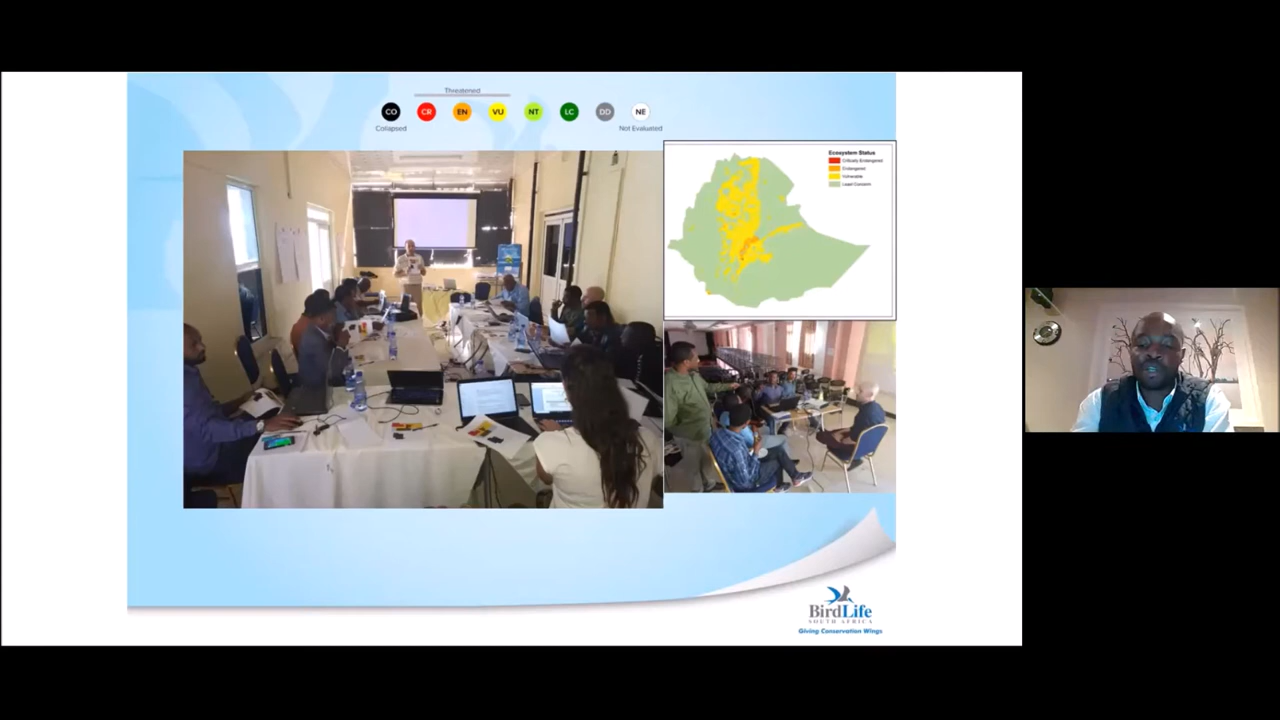 Threatened
CO CR EN VU NT LC DD NE
Collapsed Not Evaluated
Ecosystem Status
Critically Endangered
Endangered
Vulnerable
Least Concern
BirdLife
SOUTH AFRICA
Giving Conservation Wings